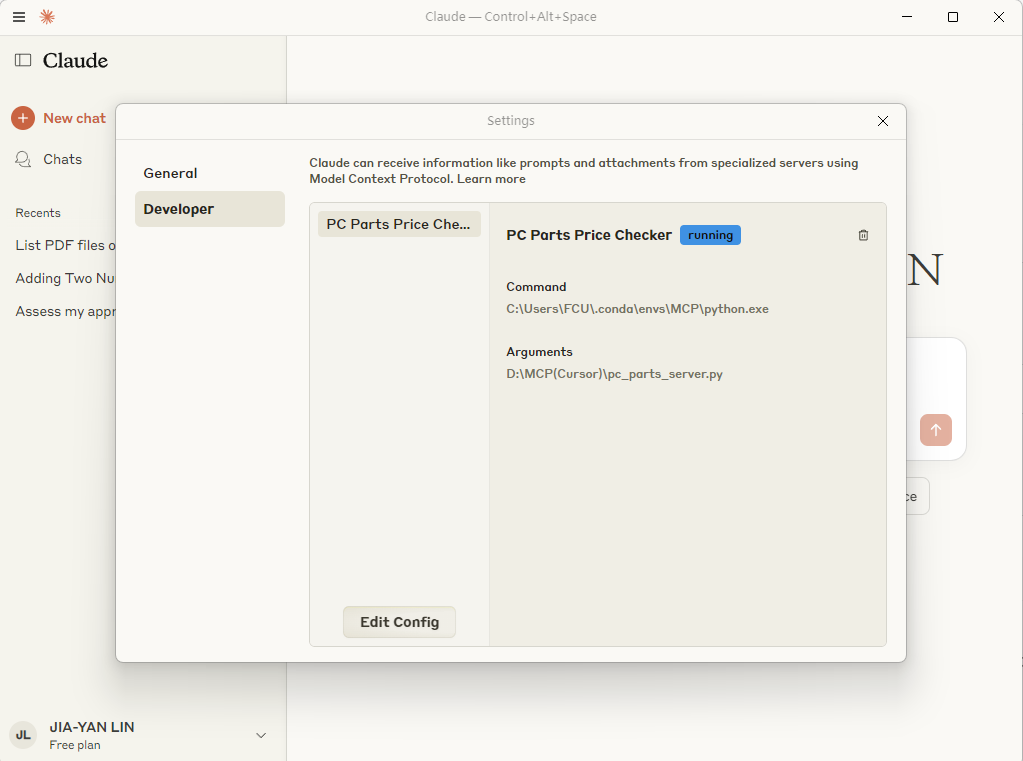 Claude — Control+Alt+Space
Claude
New chat
Chats
Recents
List PDF files o
Adding Two Nu
Assess my appr
JL
JIA-YAN LIN
Free plan
Settings
General
Developer
Claude can receive information like prompts and attachments from specialized servers using
Model Context Protocol. Learn more
PC Parts Price Che...
Edit Config
PC Parts Price Checker running
Command
C:\Users\FCU\.conda\envs\MCP\python.exe
Arguments
D:\MCP(Cursor)\pc_parts_server.py
N
ce